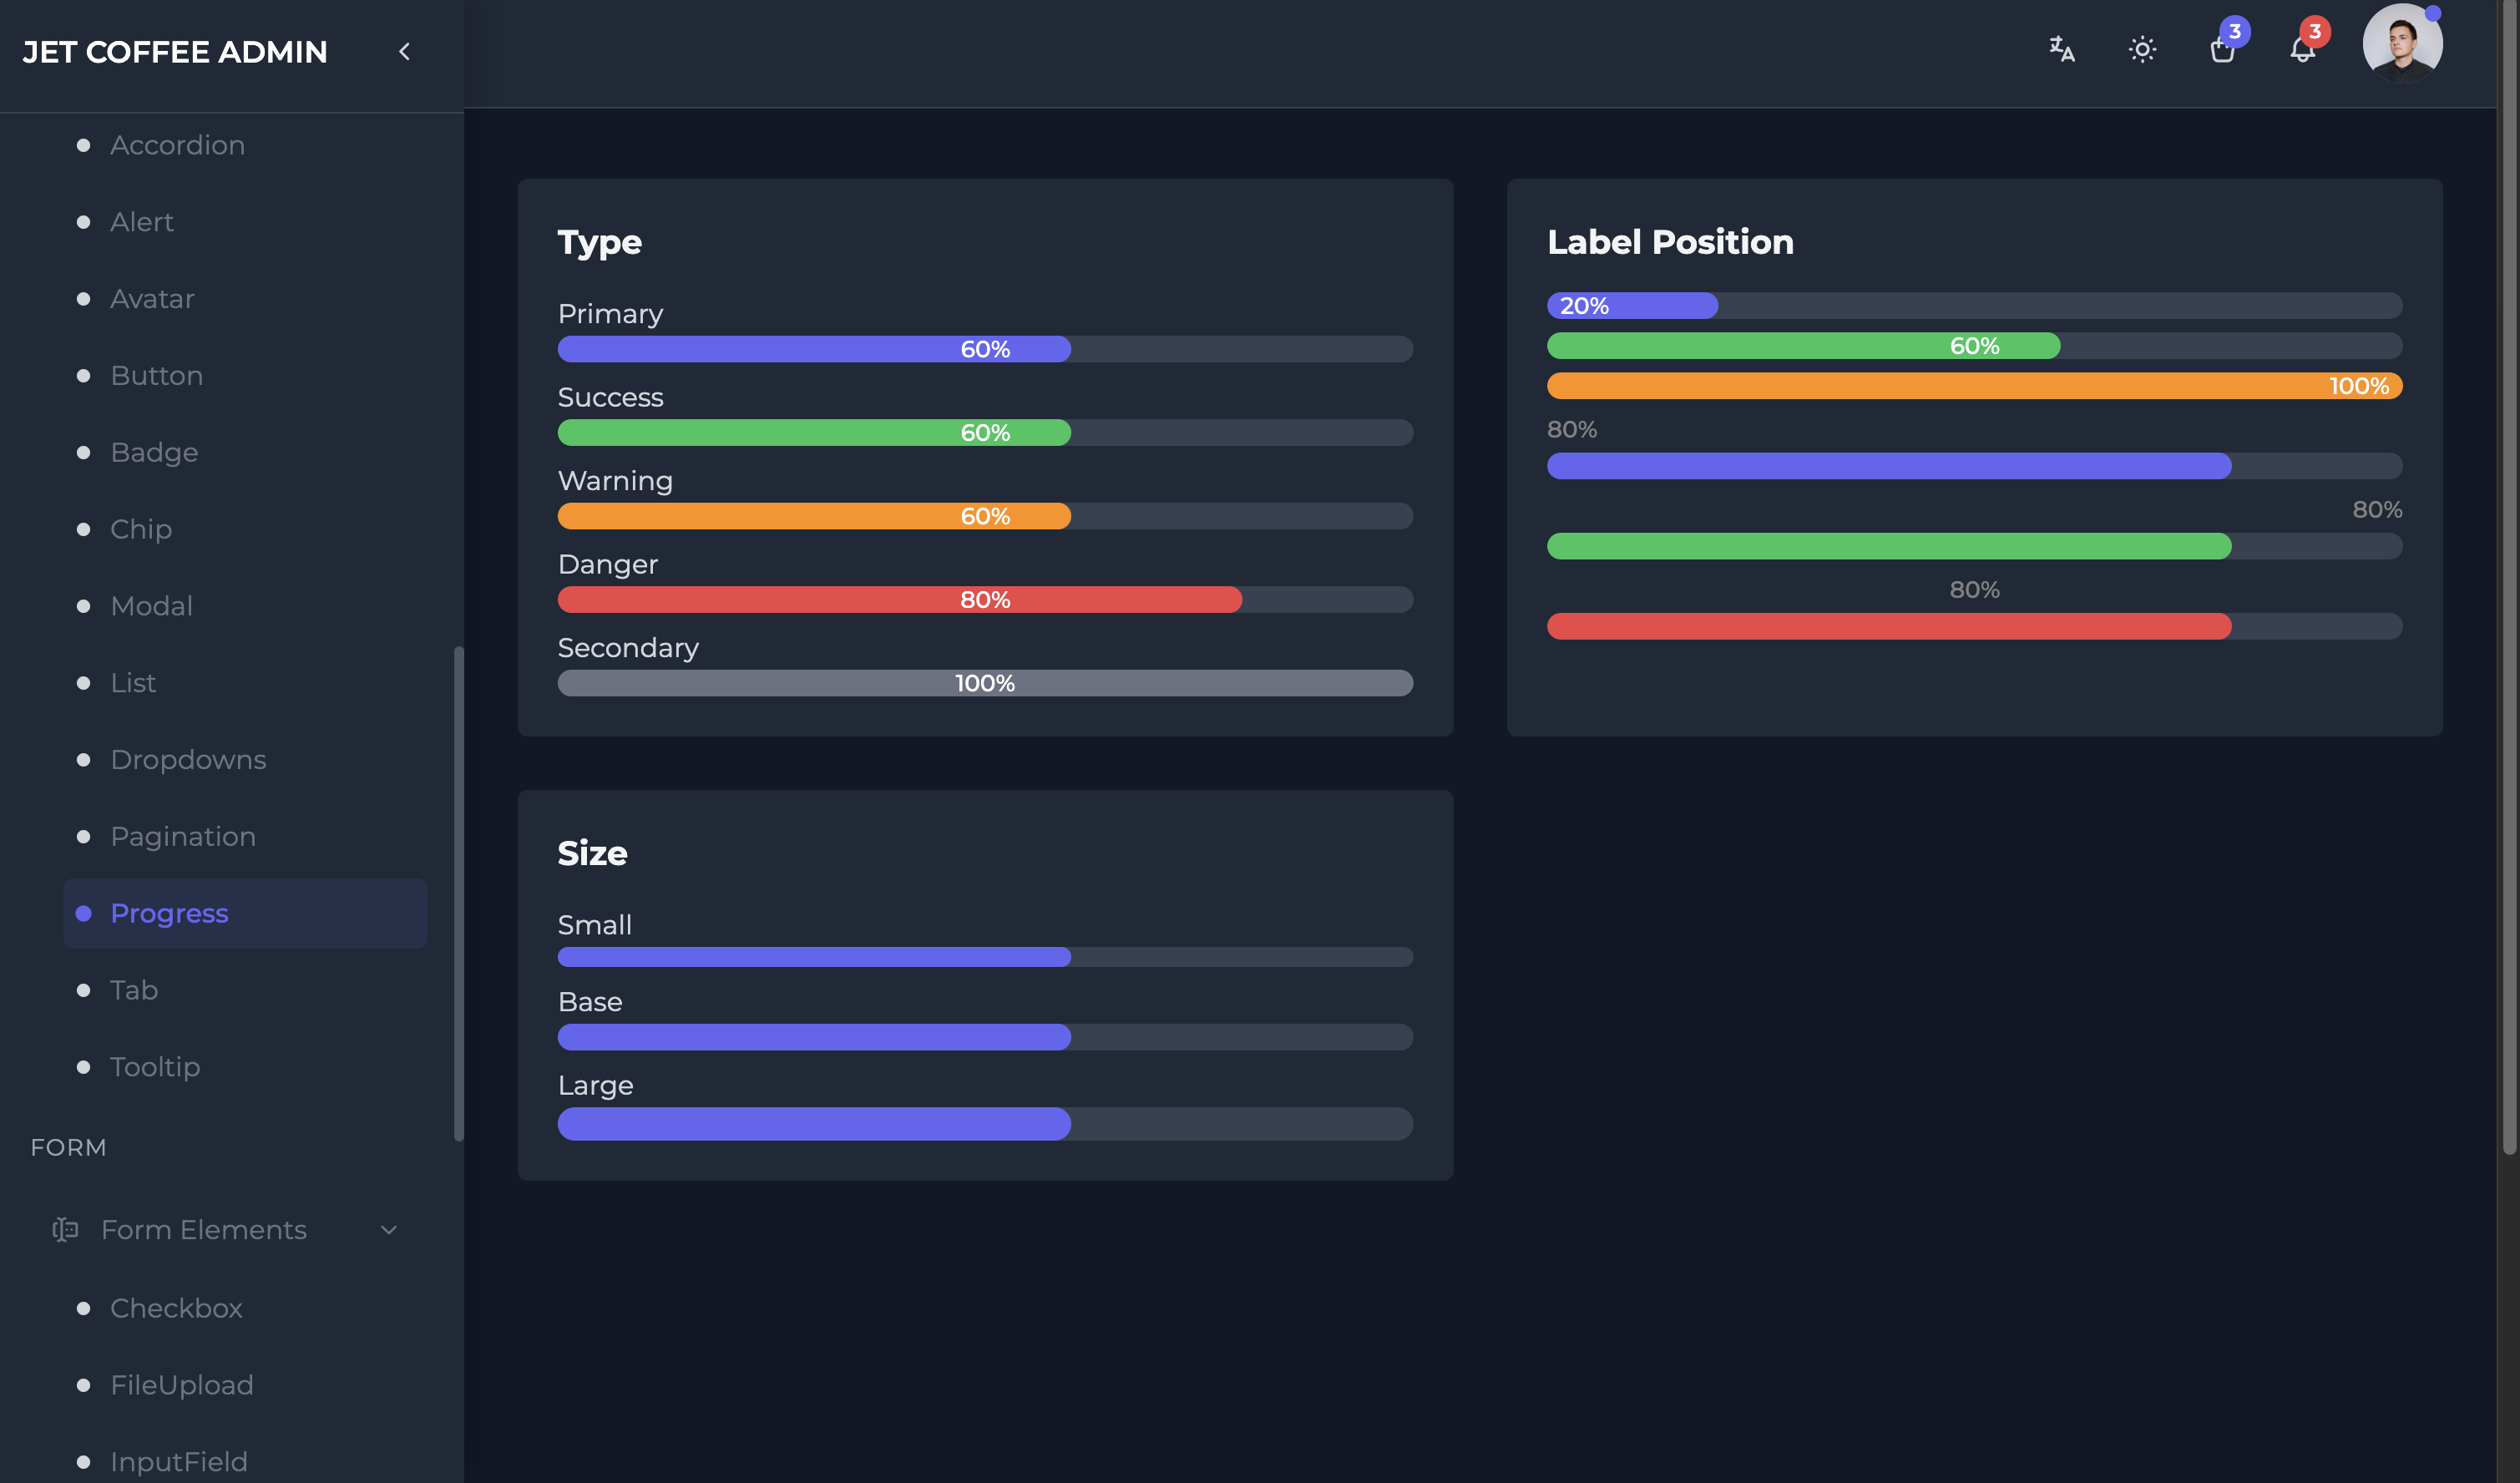 JET COFFEE ADMIN
3
3
Accordion
Alert
Avatar
Button
Badge
Chip
Modal
List
Dropdowns
Pagination
Progress
Tab
Tooltip
FORM
Form Elements
Checkbox
FileUpload
InputField
Type
Primary
60%
Success
60%
Warning
60%
Danger
80%
Secondary
100%
Label Position
20%
60%
100%
80%
80%
80%
Size
Small
Base
Large